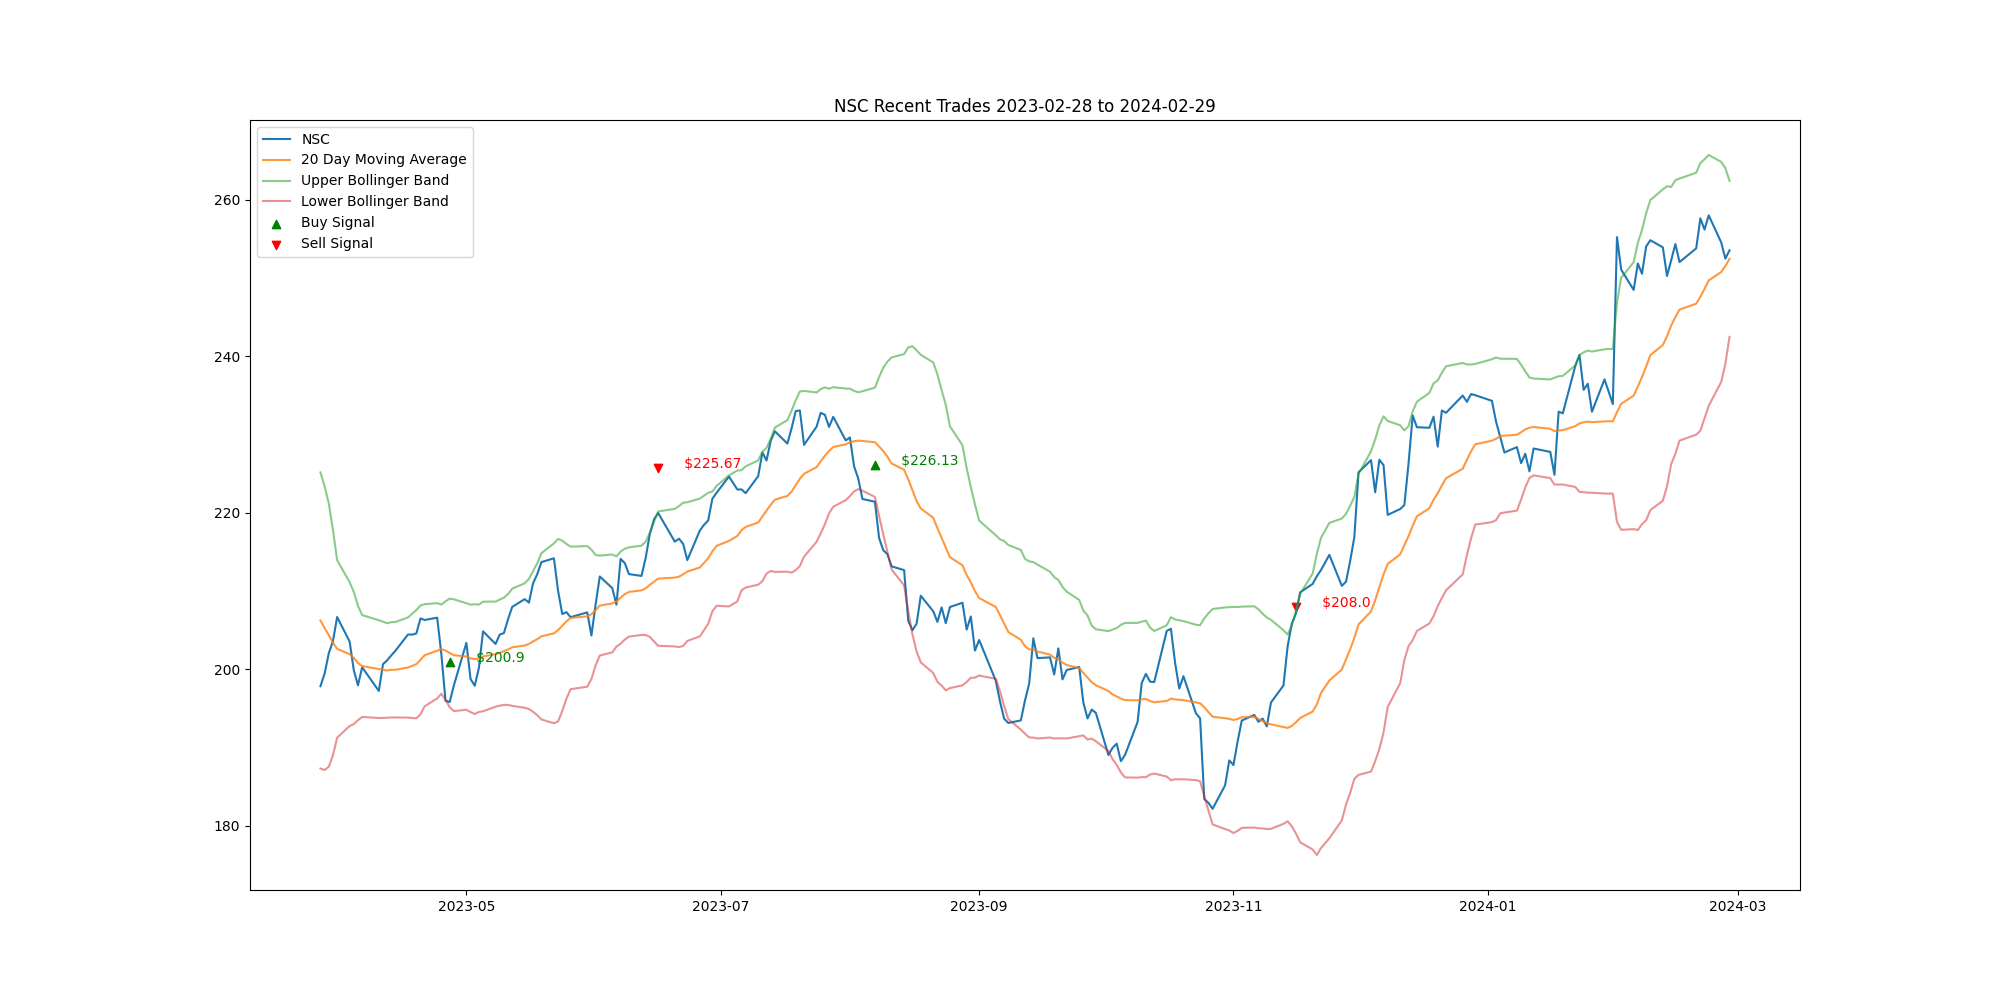 NSC Recent Trades 2023-02-28 to 2024-02-29
NSC
20 Day Moving Average
Upper Bollinger Band
Lower Bollinger Band
Buy Signal
Sell Signal
260
240
220
200
180
$225.67
$226.13
$200.9
$208.0
2023-05
2023-07
2023-09
2023-11
2024-01
2024-03